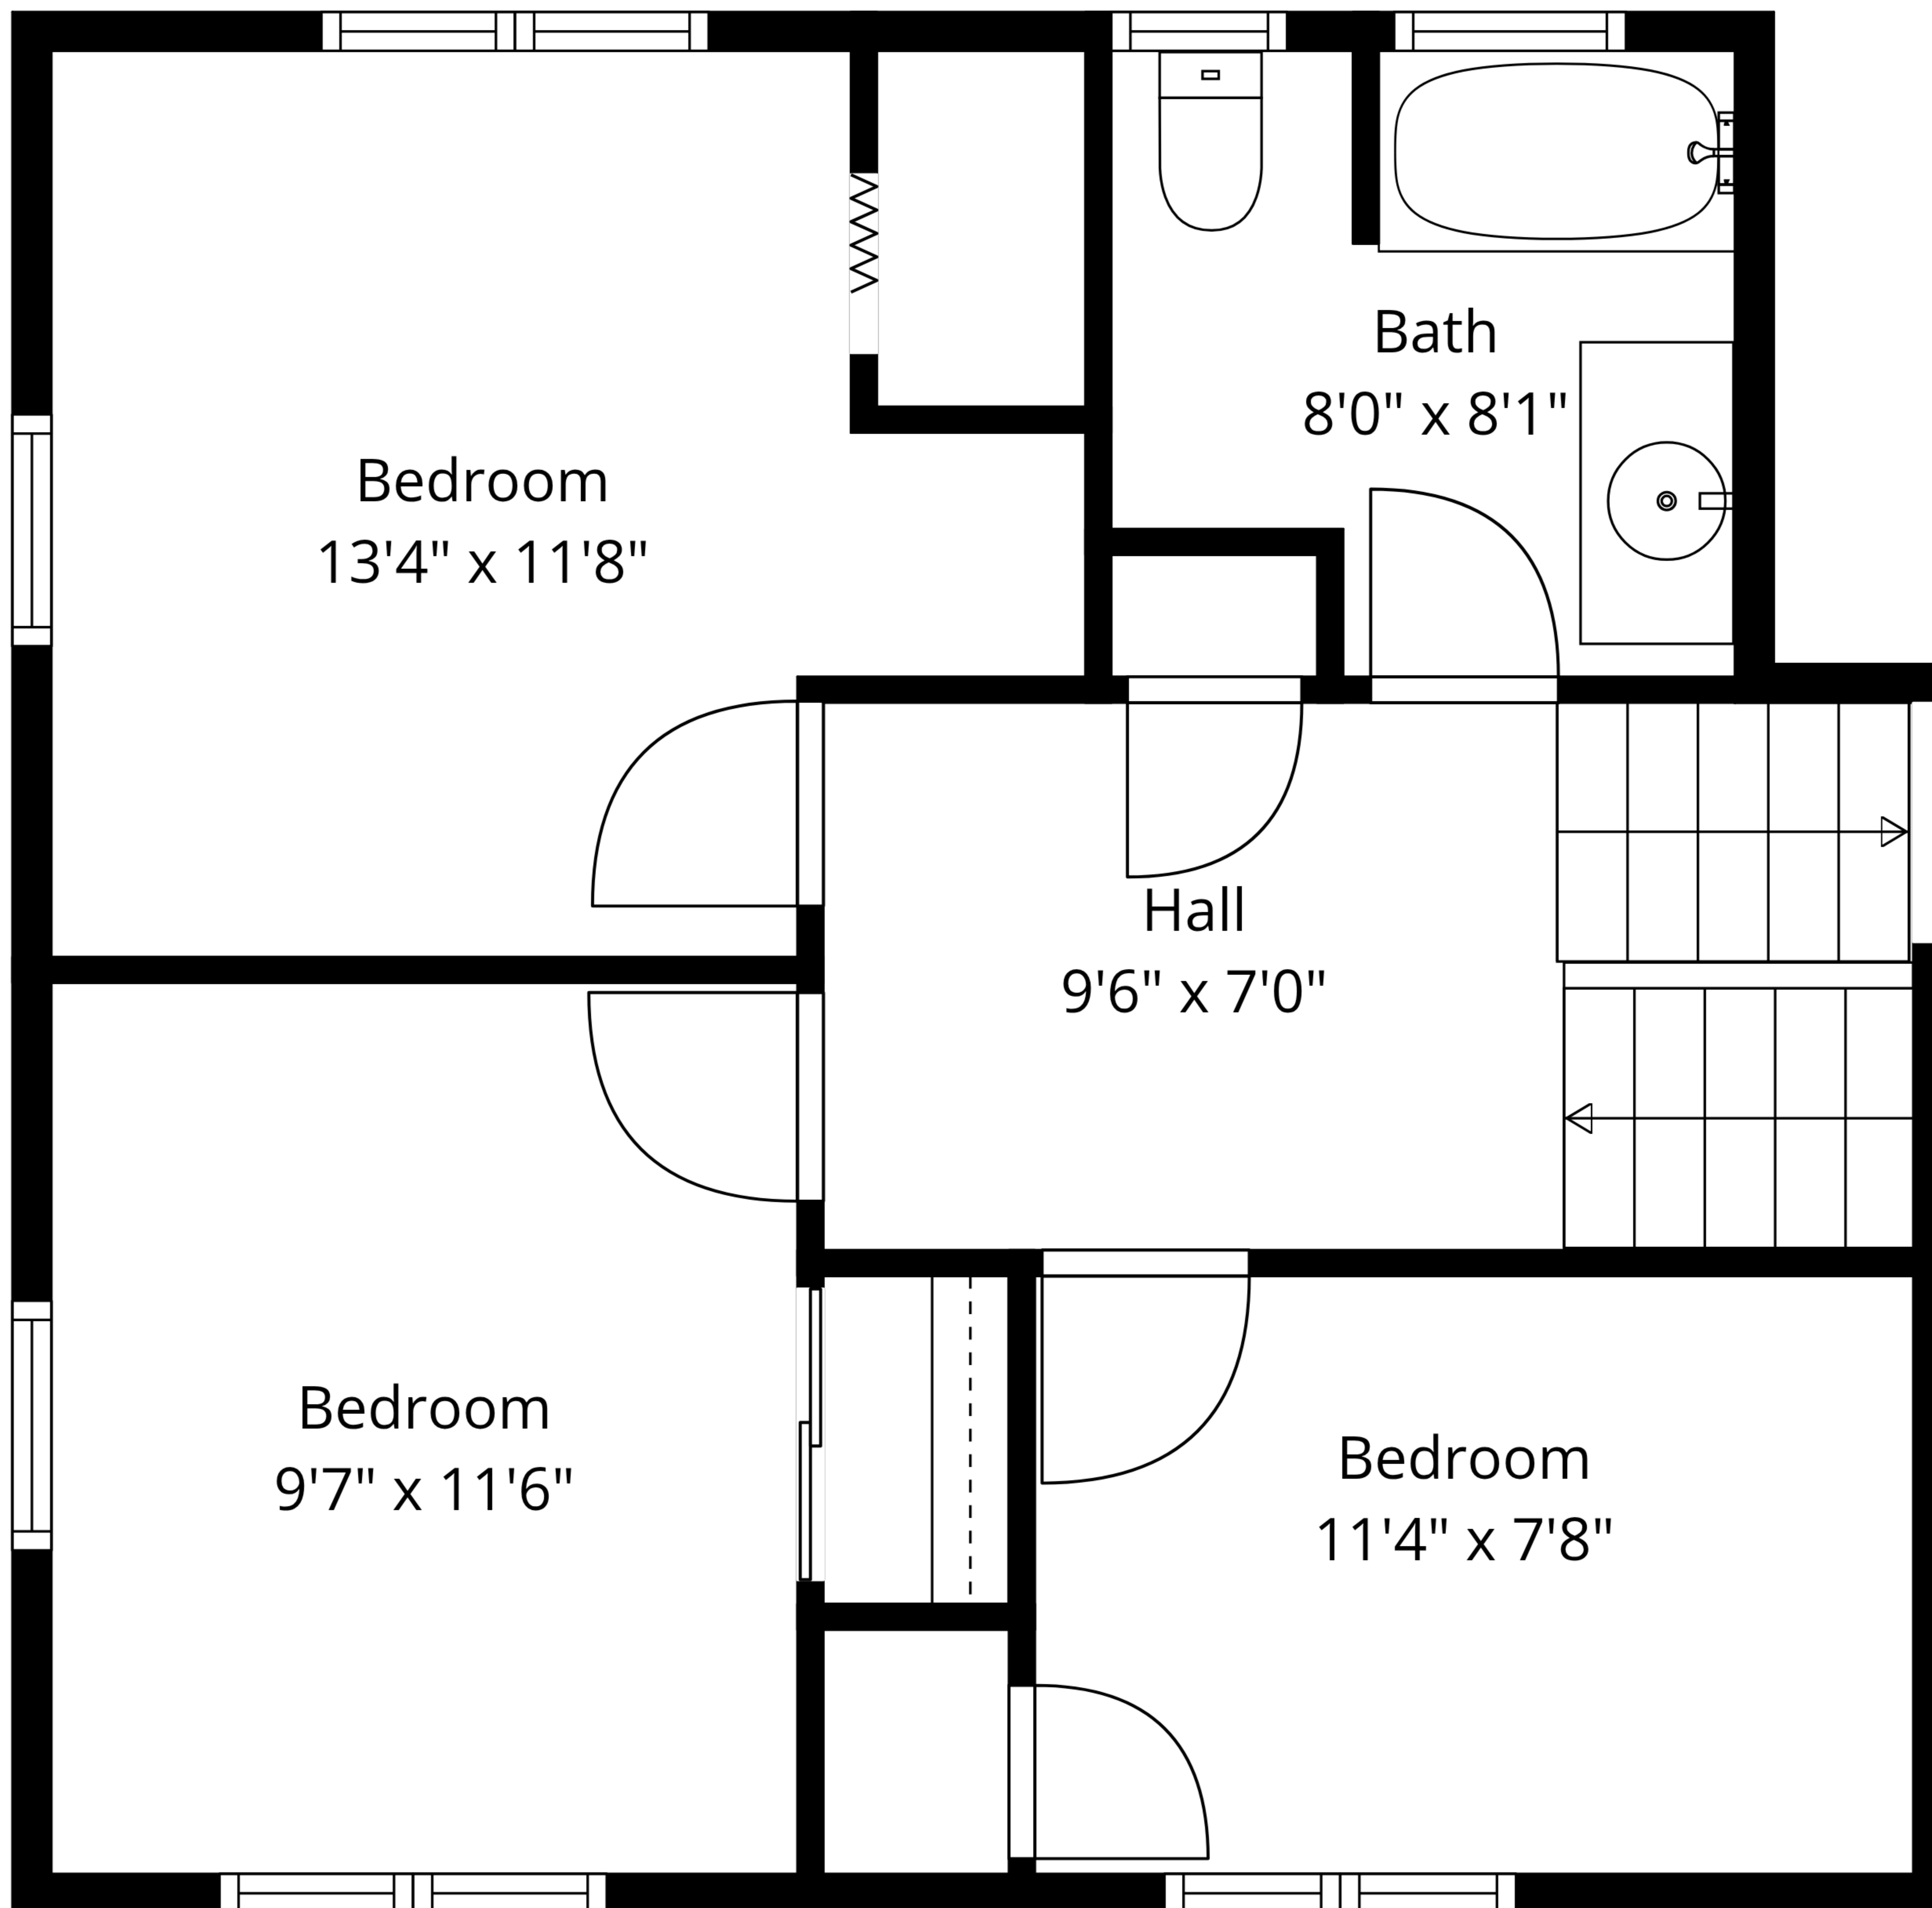 Bath
8'0" x 8'1"
Bedroom
13'4" x 11'8"
Hall
9'6" x 7'0"
Bedroom
9'7" x 11'6"
Bedroom
11'4" x 7'8"